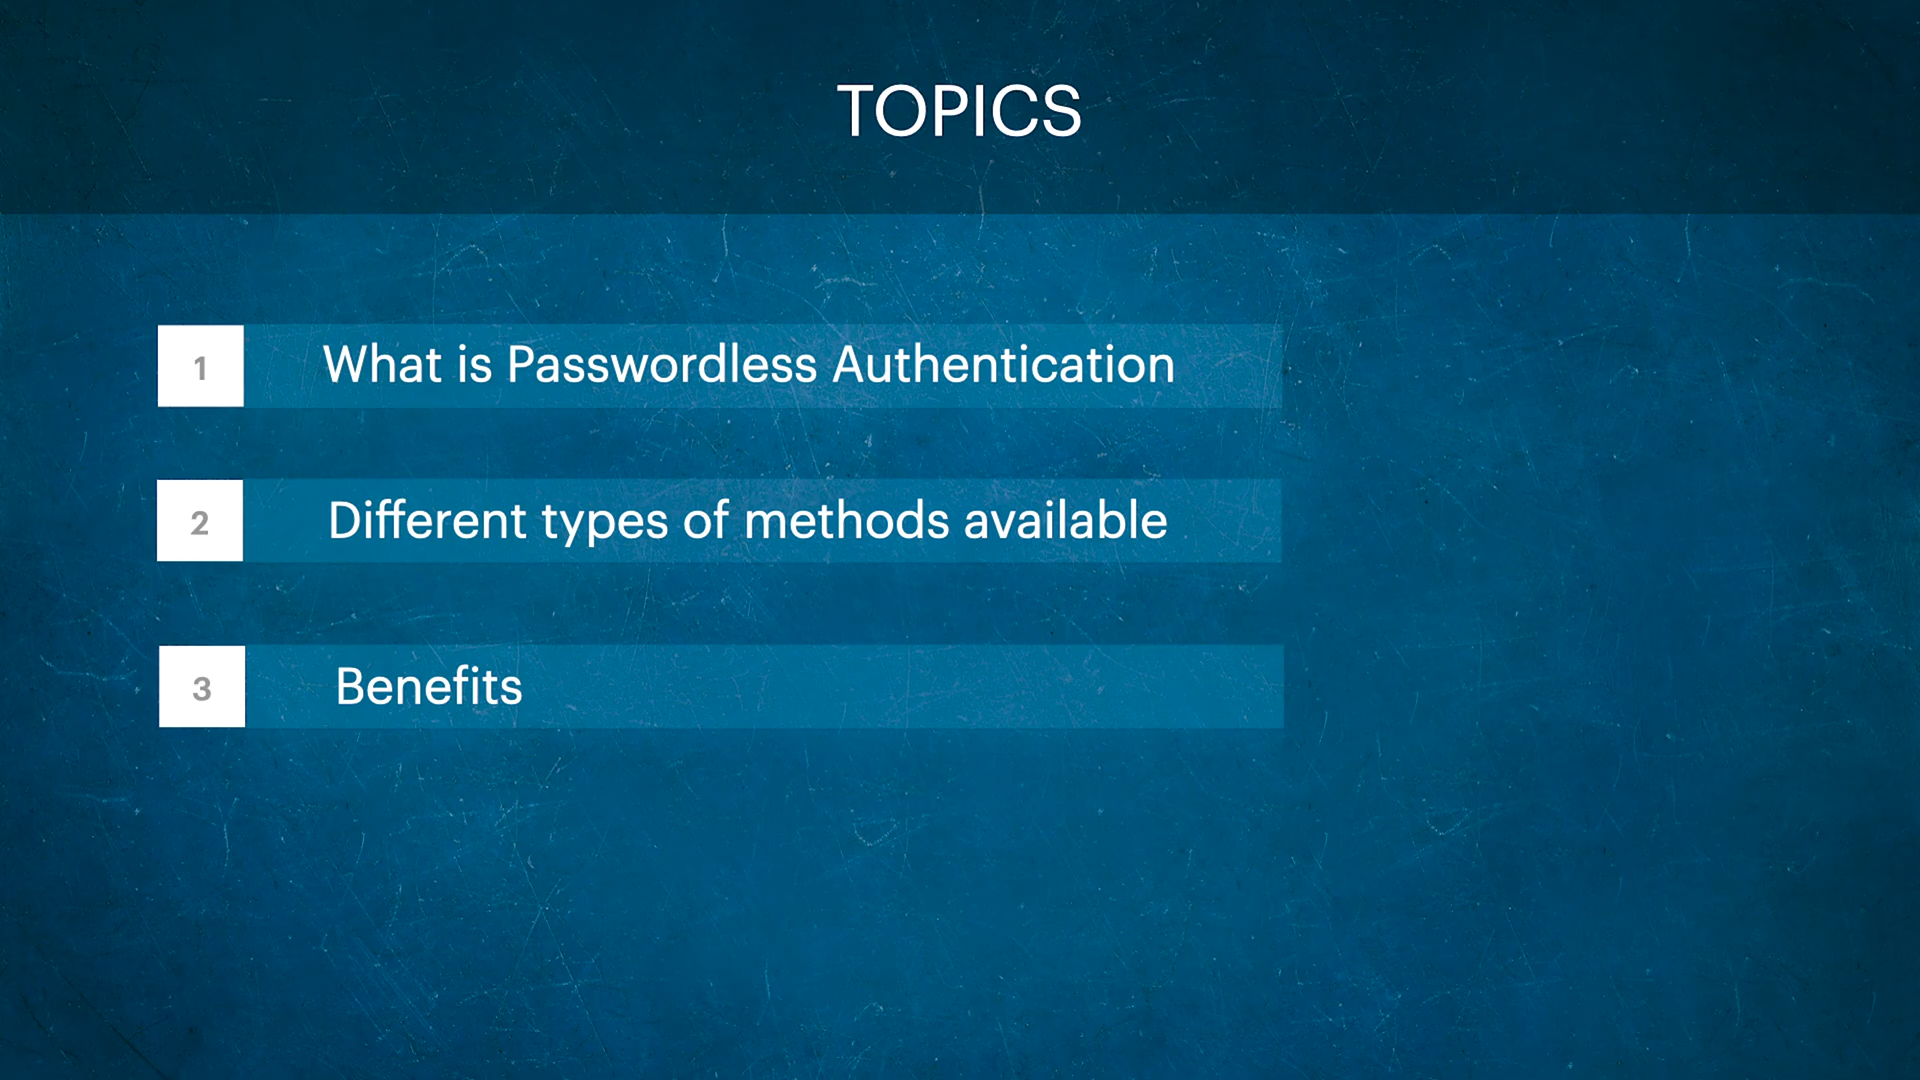 TOPICS
1 What is Passwordless Authentication
2 Different types of methods available
3 Benefits